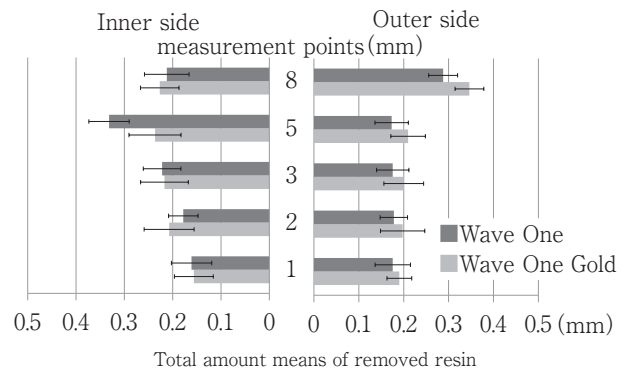 Inner side
Outer side
measurement points(mm)
8
5
3
2
1
Wave One
Wave One Gold
0.5 0.4 0.3 0.2 0.1 0
0 0.1 0.2 0.3 0.4 0.5 (mm)
Total amount means of removed resin